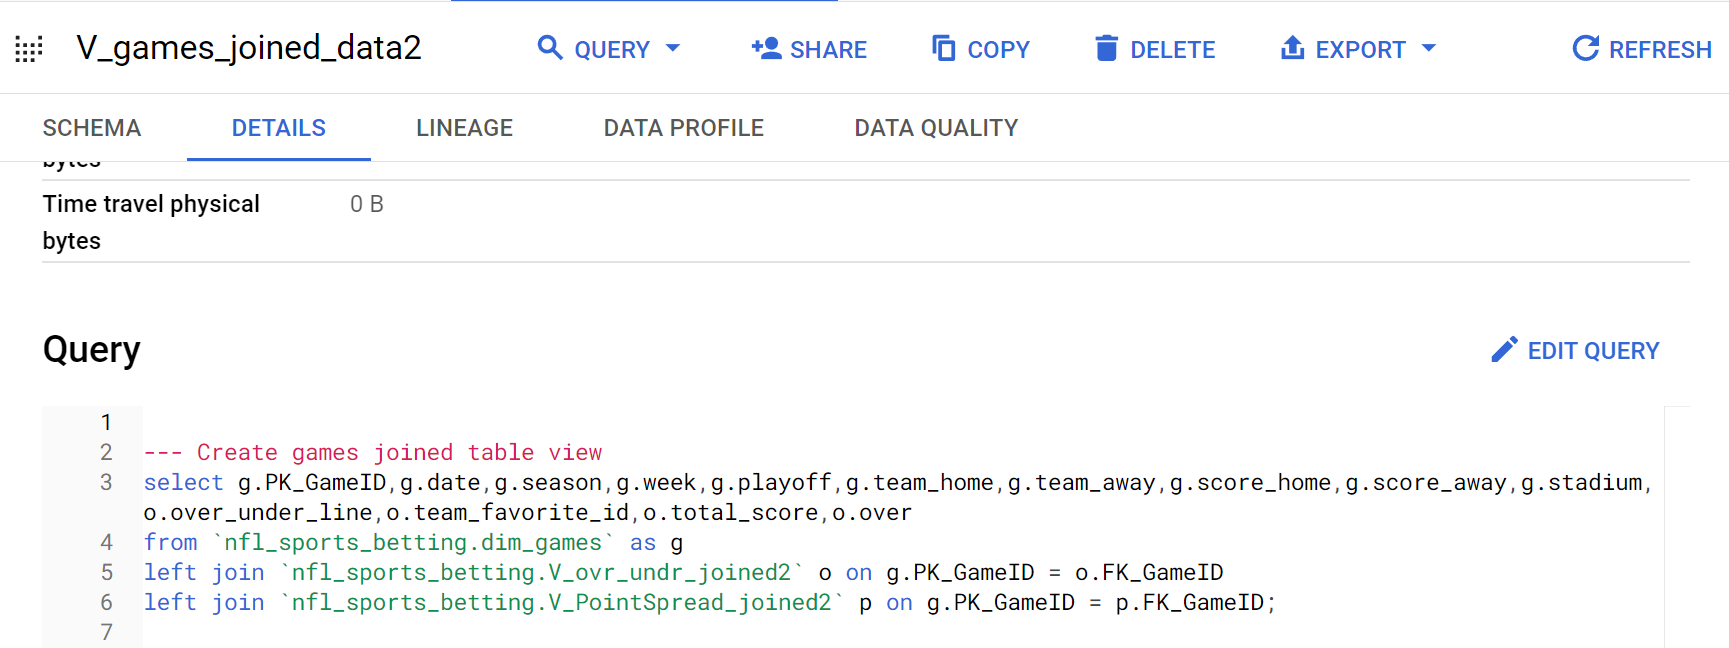 V_games_joined_data2 QUERY SHARE COPY DELETE EXPORT REFRESH
SCHEMA DETAILS LINEAGE DATA PROFILE DATA QUALITY
bytes
Time travel physical 0 B
bytes
Query EDIT QUERY
1
2 --- Create games joined table view
3 select g.PK_GameID,g.date,g.season,g.week,g.playoff,g.team_home,g.team_away,g.score_home,g.score_away,g.stadium,
o.over_under_line,o.team_favorite_id,o.total_score,o.over
4 from `nfl_sports_betting.dim_games` as g
5 left join `nfl_sports_betting.V_ovr_undr_joined2` o on g.PK_GameID = o.FK_GameID
6 left join `nfl_sports_betting.V_PointSpread_joined2` p on g.PK_GameID = p.FK_GameID;
7